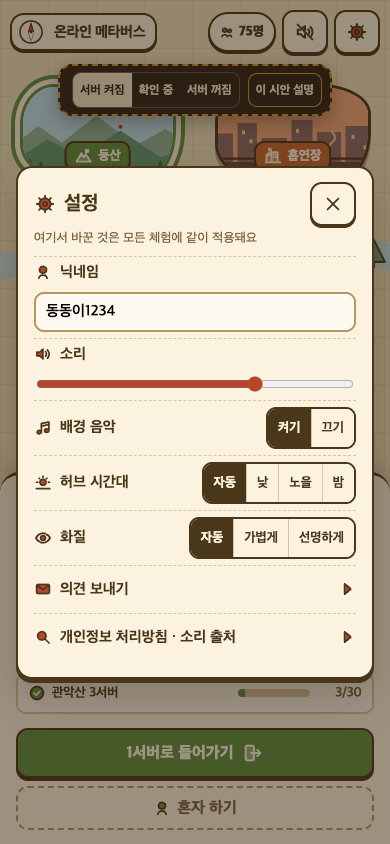 온라인 메타버스
75명
서버 켜짐
확인 중
서버 꺼짐
이 시안 설명
등산
흡연장
설정
여기서 바꾼 것은 모든 체험에 같이 적용돼요
닉네임
동동이1234
소리
배경 음악
켜기
끄기
허브 시간대
자동
낮
노을
밤
화질
자동
가볍게
선명하게
의견 보내기
개인정보 처리방침 · 소리 출처
관악산 3서버
3/30
1서버로 들어가기
혼자 하기